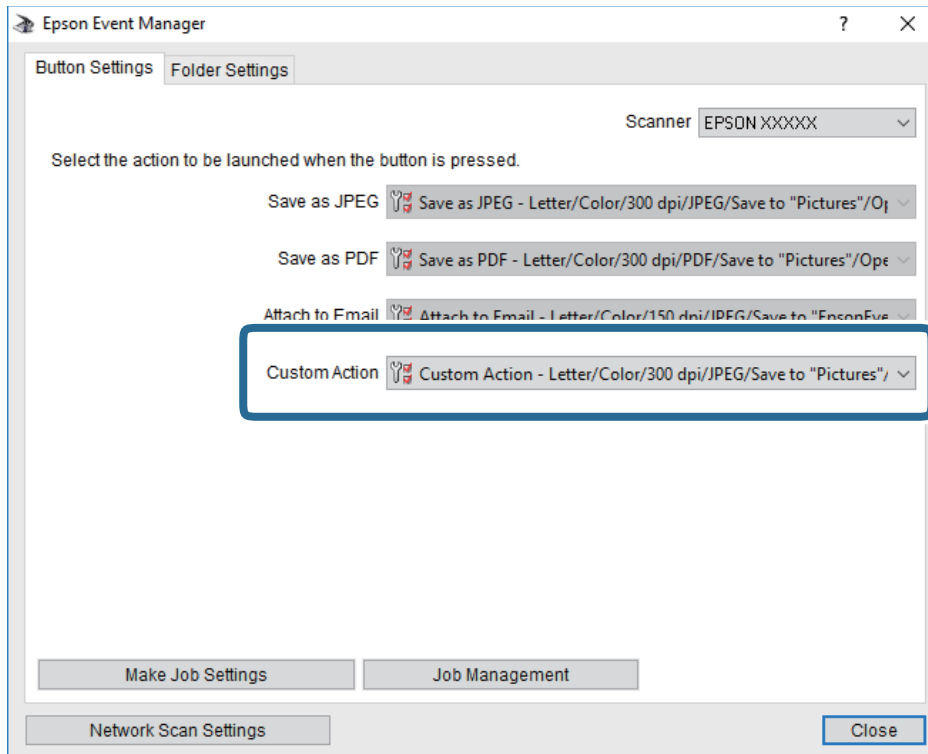 Epson Event Manager
Button Settings Folder Settings
Scanner EPSON XXXXX
Select the action to be launched when the button is pressed.
Save as JPEG Save as JPEG - Letter/Color/300 dpi/JPEG/Save to "Pictures"/Op
Save as PDF Save as PDF - Letter/Color/300 dpi/PDF/Save to "Pictures"/Ope
Attach to Email Attach to Email - Letter/Color/150 dpi/JPEG/Save to "EpsonEve
Custom Action Custom Action - Letter/Color/300 dpi/JPEG/Save to "Pictures"/
Make Job Settings Job Management
Network Scan Settings Close